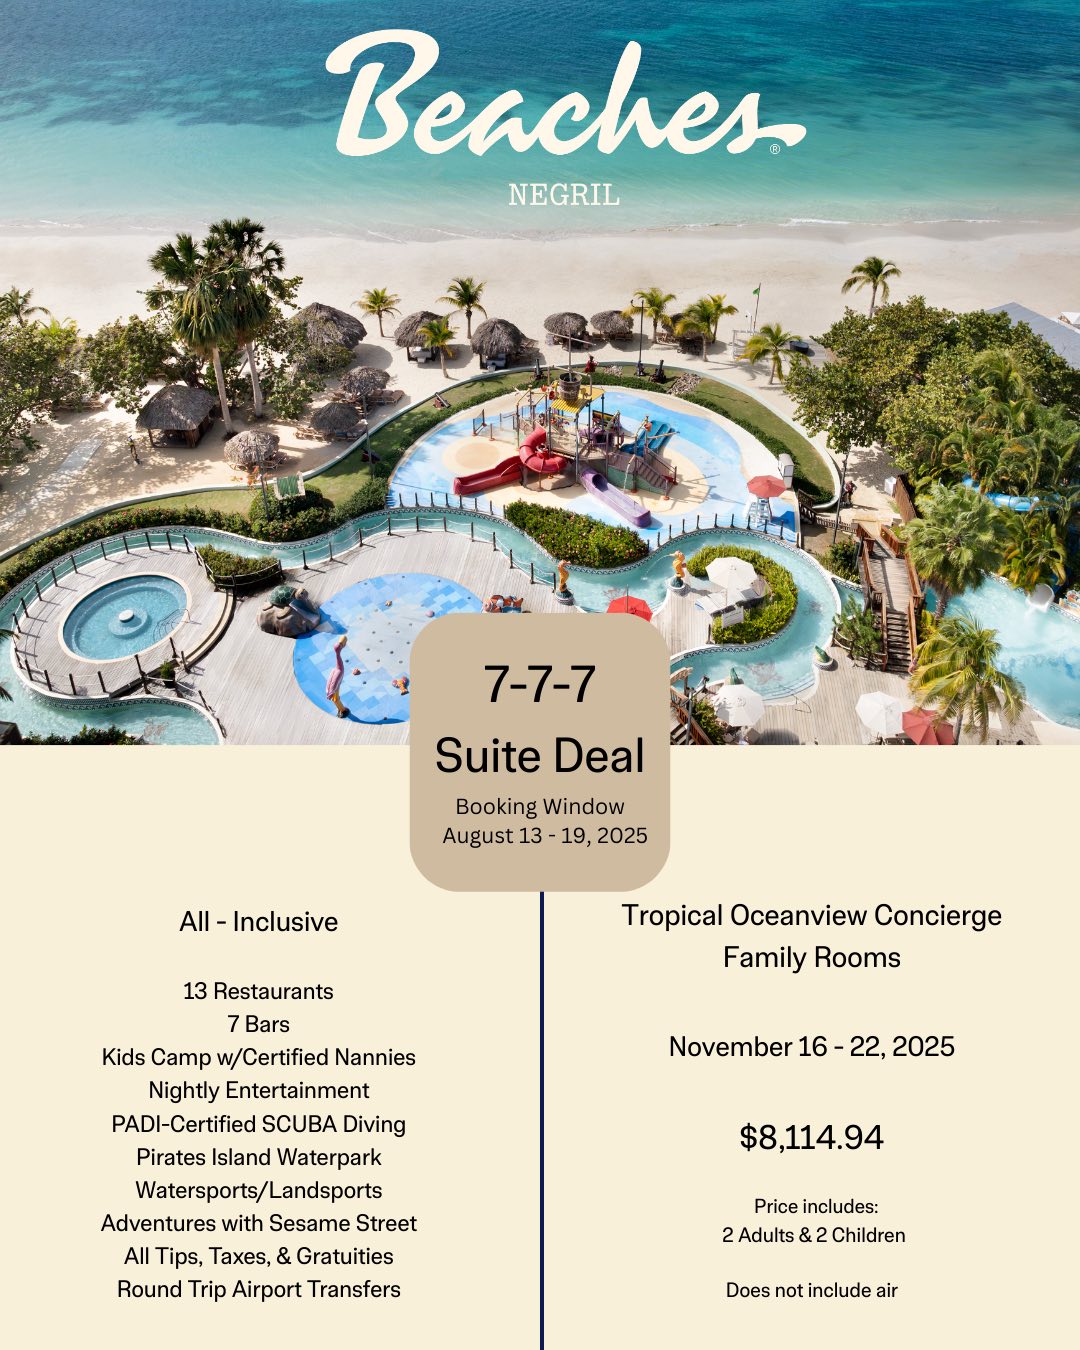 Beaches®
NEGRIL
7-7-7
Suite Deal
Booking Window
August 13 - 19, 2025
All - Inclusive
13 Restaurants
7 Bars
Kids Camp w/Certified Nannies
Nightly Entertainment
PADI-Certified SCUBA Diving
Pirates Island Waterpark
Watersports/Landsports
Adventures with Sesame Street
All Tips, Taxes, & Gratuities
Round Trip Airport Transfers
Tropical Oceanview Concierge
Family Rooms
November 16 - 22, 2025
$8,114.94
Price includes:
2 Adults & 2 Children
Does not include air